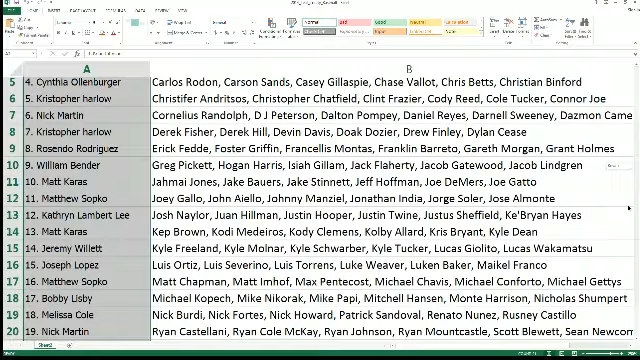 A B
5 4. Cynthia Ollenburger Carlos Rodon, Carson Sands, Casey Gillaspie, Chase Vallot, Chris Betts, Christian Binford
6 5. Kristopher harlow Christifer Andritsos, Christopher Chatfield, Clint Frazier, Cody Reed, Cole Tucker, Connor Joe
7 6. Nick Martin Cornelius Randolph, D J Peterson, Dalton Pompey, Daniel Reyes, Darnell Sweeney, Dazmon Came
8 7. Kristopher harlow Derek Fisher, Derek Hill, Devin Davis, Doak Dozier, Drew Finley, Dylan Cease
9 8. Rosendo Rodriguez Erick Fedde, Foster Griffin, Francellis Montas, Franklin Barreto, Gareth Morgan, Grant Holmes
10 9. William Bender Greg Pickett, Hogan Harris, Isiah Gillam, Jack Flaherty, Jacob Gatewood, Jacob Lindgren
11 10. Matt Karas Jahmai Jones, Jake Bauers, Jake Stinnett, Jeff Hoffman, Joe DeMers, Joe Gatto
12 11. Matthew Sopko Joey Gallo, John Aiello, Johnny Manziel, Jonathan India, Jorge Soler, Jose Almonte
13 12. Kathryn Lambert Lee Josh Naylor, Juan Hillman, Justin Hooper, Justin Twine, Justus Sheffield, Ke'Bryan Hayes
14 13. Matt Karas Kep Brown, Kodi Medeiros, Kody Clemens, Kolby Allard, Kris Bryant, Kyle Dean
15 14. Jeremy Willett Kyle Freeland, Kyle Molnar, Kyle Schwarber, Kyle Tucker, Lucas Giolito, Lucas Wakamatsu
16 15. Joseph Lopez Luis Ortiz, Luis Severino, Luis Torrens, Luke Weaver, Luken Baker, Maikel Franco
17 16. Matthew Sopko Matt Chapman, Matt Imhof, Max Pentecost, Michael Chavis, Michael Conforto, Michael Gettys
18 17. Bobby Lisby Michael Kopech, Mike Nikorak, Mike Papi, Mitchell Hansen, Monte Harrison, Nicholas Shumpert
19 18. Melissa Cole Nick Burdi, Nick Fortes, Nick Howard, Parker French, Renato Nunez, Rusney Castillo
20 19. Nick Martin Ryan Castellani, Ryan Cole McKay, Ryan Johnson, Ryan Mountcastle, Scott Blewett, Sean Newcom
Sheet2